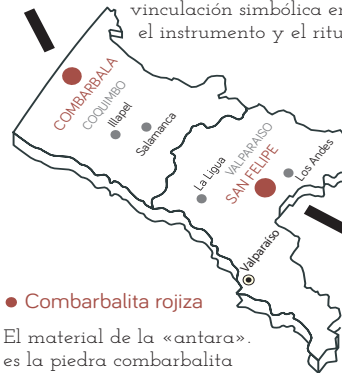 vinculación simbólica en
el instrumento y el ritu
COMBARBALA
COQUIMBO
Illapel
Salamanca
La Ligua
VALPARAISO
SAN FELIPE
Los Andes
Valparaíso
Combarbalita rojiza
El material de la «antara».
es la piedra combarbalita